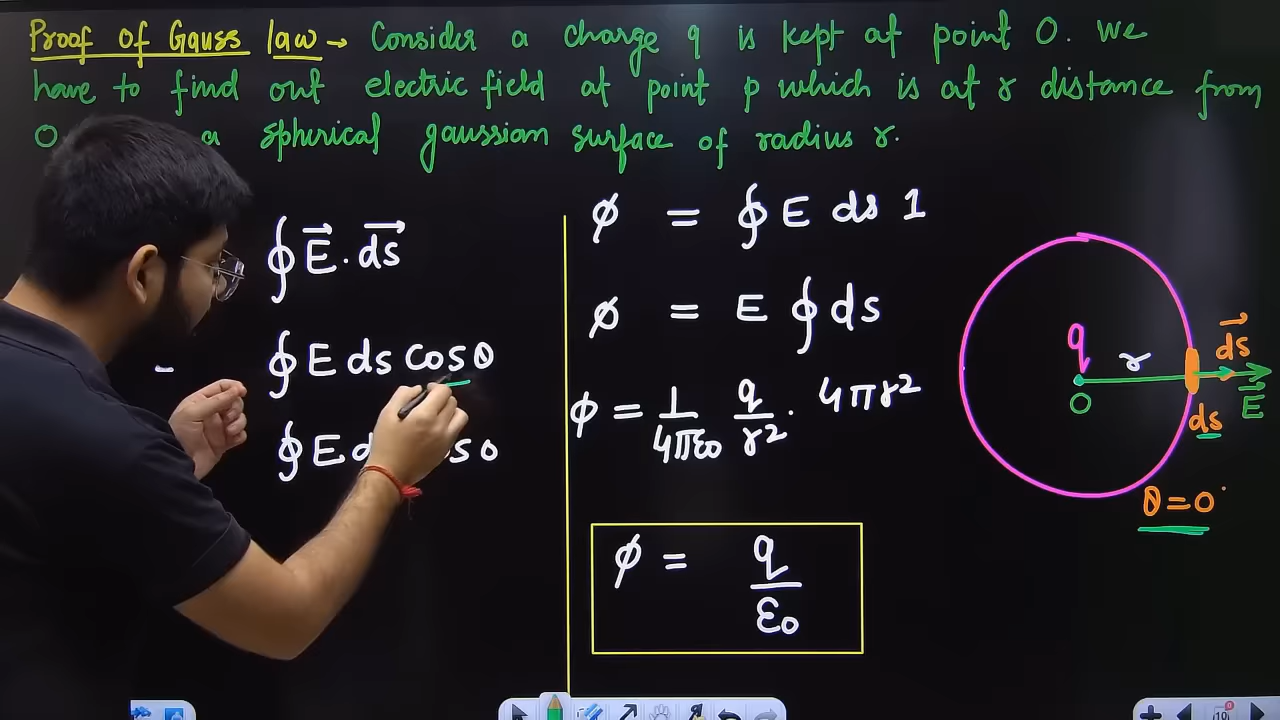 Proof of Gauss law → Consider a charge q is kept at point O. We
have to find out electric field at point p which is at r distance from
O a spherical gaussian surface of radius r.
∮ E⃗ . ds⃗
∮ E ds cosθ
∮ E d s 0
ϕ = ∮ E ds 1
ϕ = E ∮ ds
ϕ = 1/4πε0 q/r2 . 4πr2
ϕ = q/ε0
q
r
O
ds⃗
E⃗
ds
θ = 0°
19